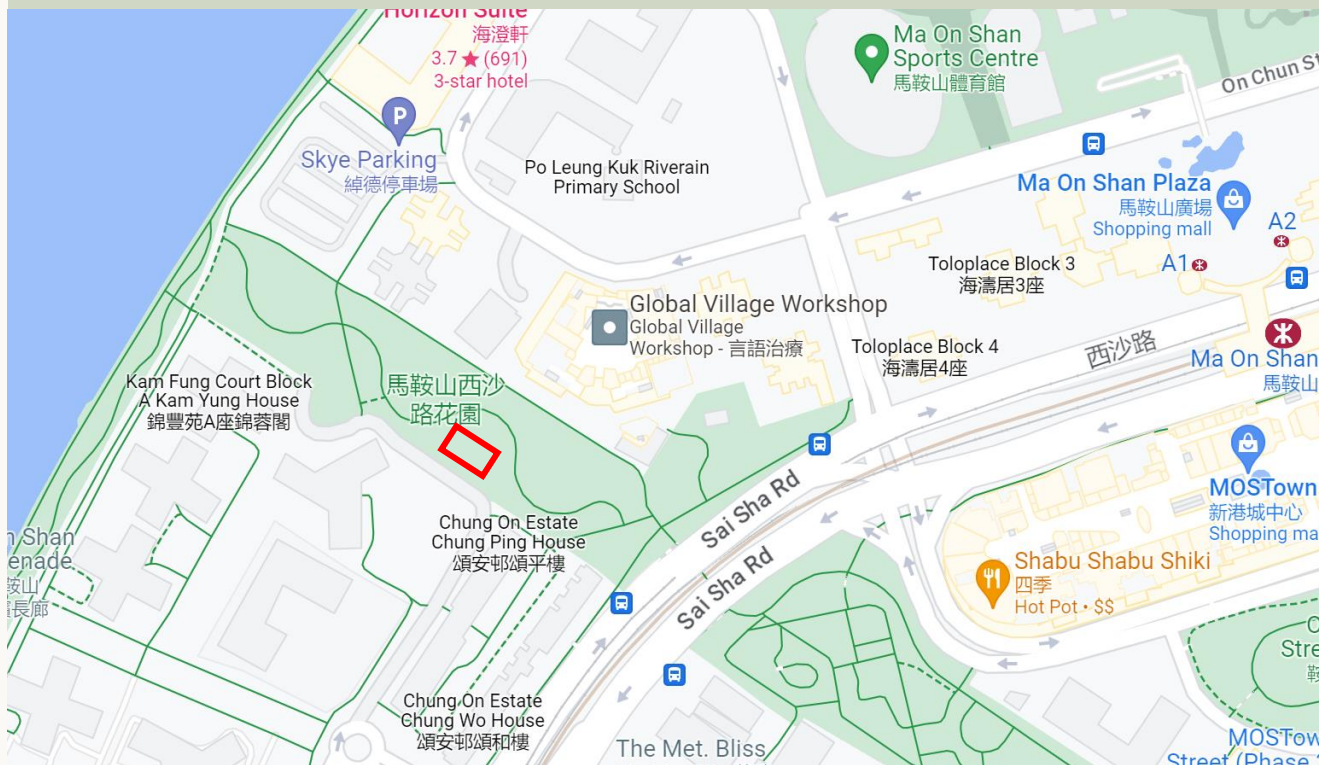 Horizon Suite
海澄軒
3.7 ★ (691)
3-star hotel
Ma On Shan
Sports Centre
馬鞍山體育館
On Chun St
P
Skye Parking
綽德停車場
Po Leung Kuk Riverain
Primary School
Ma On Shan Plaza
馬鞍山廣場
Shopping mall
A2
A1
Toloplace Block 3
海濤居3座
Global Village Workshop
Global Village
Workshop - 言語治療
Toloplace Block 4
海濤居4座
西沙路
Ma On Shan
馬鞍山
Kam Fung Court Block
A Kam Yung House
錦豐苑A座錦蓉閣
馬鞍山西沙
路花園
Sai Sha Rd
Sai Sha Rd
MOSTown
新港城中心
Shopping ma
Chung On Estate
Chung Ping House
頌安邨頌平樓
n Shan
enade
鞍山
長廊
Shabu Shabu Shiki
四季
Hot Pot • $$
Stre
鞍
Chung On Estate
Chung Wo House
頌安邨頌和樓
The Met. Bliss
MOSTow
Street (Phase